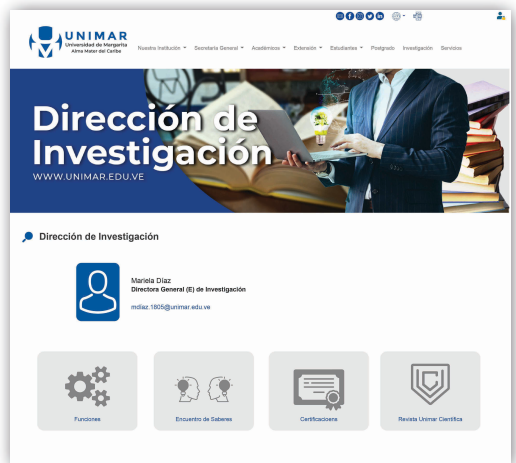 UNIMAR
Universidad de Margarita
Alma Mater del Caribe
Nuestra Institución Secretaría General Académicos Extensión Estudiantes Postgrado Investigación Servicios
Dirección de
Investigación
WWW.UNIMAR.EDU.VE
Dirección de Investigación
Mariela Díaz
Directora General (E) de Investigación
mdiaz.1805@unimar.edu.ve
Funciones Encuentro de Saberes Certificacioens Revista Unimar Científica